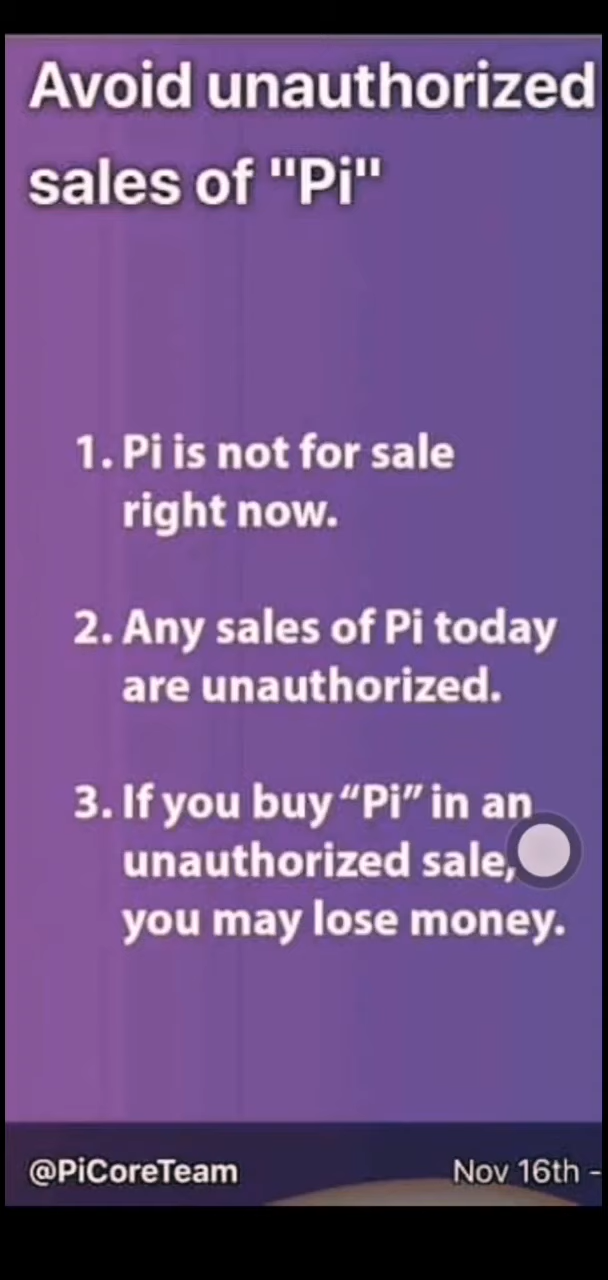 Avoid unauthorized
sales of "Pi"
1. Pi is not for sale
right now.
2. Any sales of Pi today
are unauthorized.
3. If you buy “Pi” in an
unauthorized sale,
you may lose money.
@PiCoreTeam
Nov 16th -